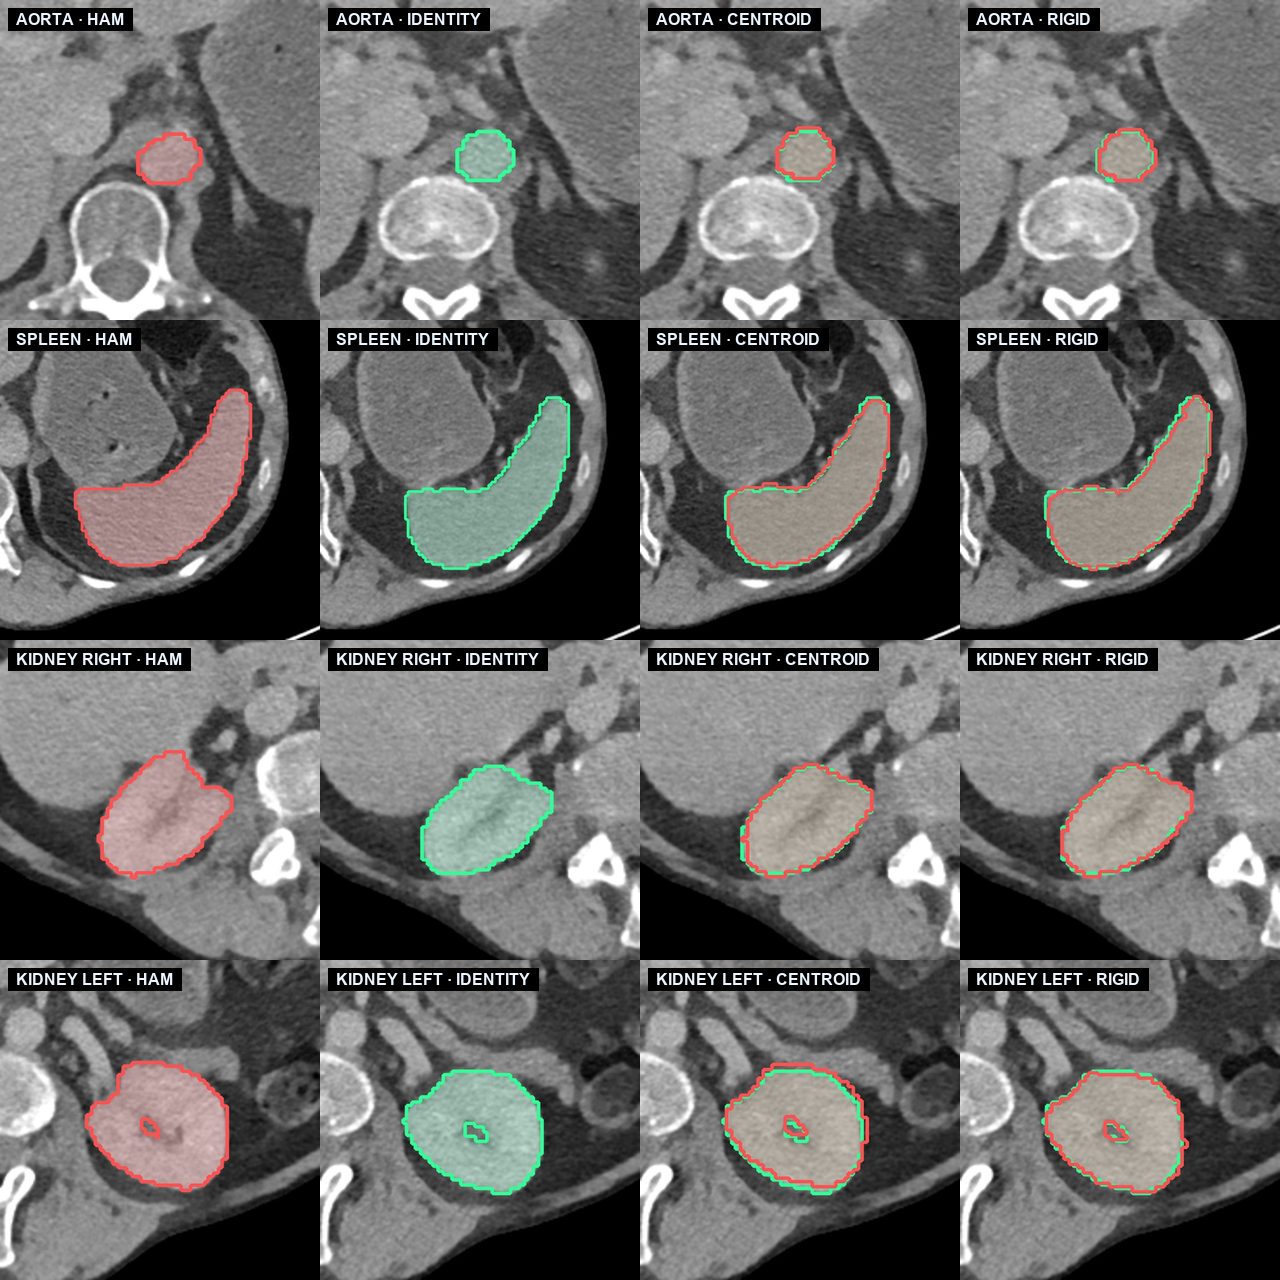 AORTA · HAM
AORTA · IDENTITY
AORTA · CENTROID
AORTA · RIGID
SPLEEN · HAM
SPLEEN · IDENTITY
SPLEEN · CENTROID
SPLEEN · RIGID
KIDNEY RIGHT · HAM
KIDNEY RIGHT · IDENTITY
KIDNEY RIGHT · CENTROID
KIDNEY RIGHT · RIGID
KIDNEY LEFT · HAM
KIDNEY LEFT · IDENTITY
KIDNEY LEFT · CENTROID
KIDNEY LEFT · RIGID